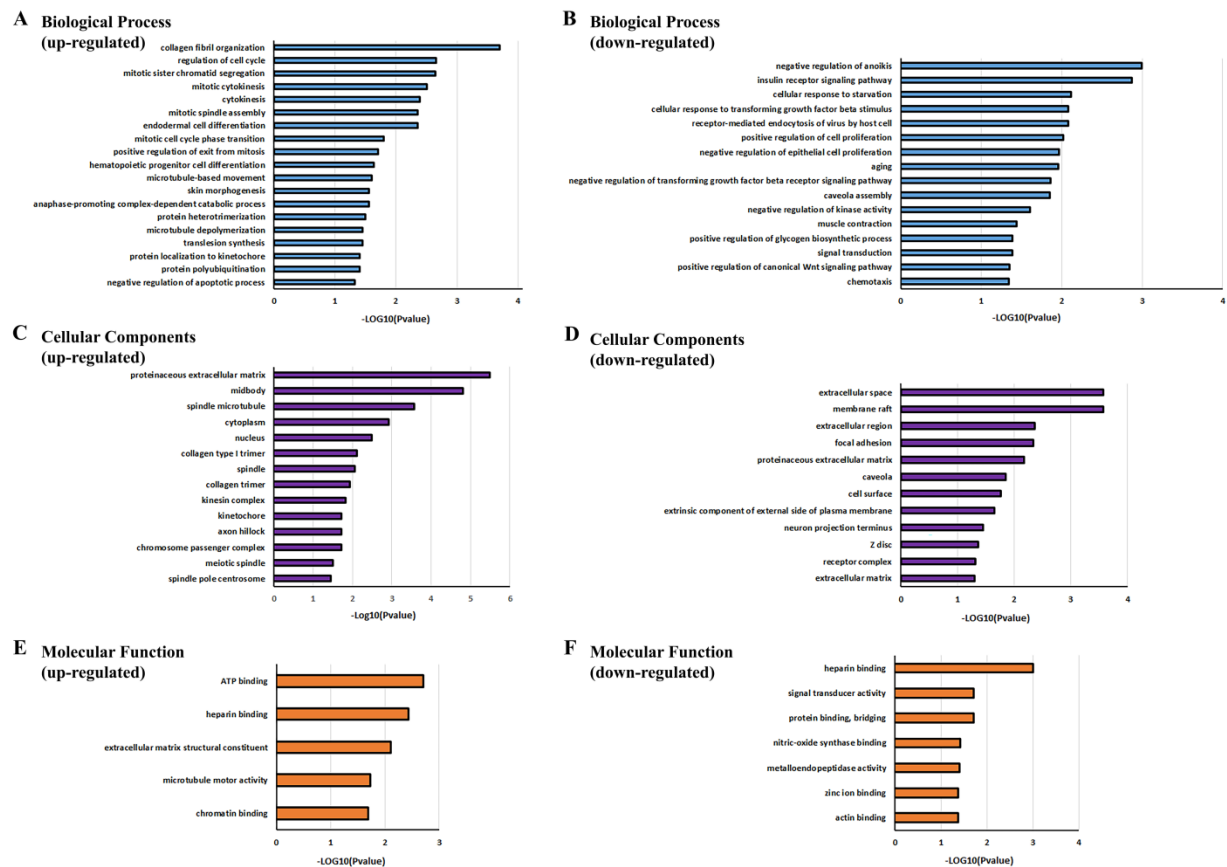 A Biological Process
(up-regulated)
collagen fibril organization
regulation of cell cycle
mitotic sister chromatid segregation
mitotic cytokinesis
cytokinesis
mitotic spindle assembly
endodermal cell differentiation
mitotic cell cycle phase transition
positive regulation of exit from mitosis
hematopoietic progenitor cell differentiation
microtubule-based movement
skin morphogenesis
anaphase-promoting complex-dependent catabolic process
protein heterotrimerization
microtubule depolymerization
translesion synthesis
protein localization to kinetochore
protein polyubiquitination
negative regulation of apoptotic process
0 1 2 3 4
-LOG10(Pvalue)
B Biological Process
(down-regulated)
negative regulation of anoikis
insulin receptor signaling pathway
cellular response to starvation
cellular response to transforming growth factor beta stimulus
receptor-mediated endocytosis of virus by host cell
positive regulation of cell proliferation
negative regulation of epithelial cell proliferation
aging
negative regulation of transforming growth factor beta receptor signaling pathway
caveola assembly
negative regulation of kinase activity
muscle contraction
positive regulation of glycogen biosynthetic process
signal transduction
positive regulation of canonical Wnt signaling pathway
chemotaxis
0 1 2 3 4
-LOG10(Pvalue)
C Cellular Components
(up-regulated)
proteinaceous extracellular matrix
midbody
spindle microtubule
cytoplasm
nucleus
collagen type I trimer
spindle
collagen trimer
kinesin complex
kinetochore
axon hillock
chromosome passenger complex
meiotic spindle
spindle pole centrosome
0 1 2 3 4 5 6
-Log10(Pvalue)
D Cellular Components
(down-regulated)
extracellular space
membrane raft
extracellular region
focal adhesion
proteinaceous extracellular matrix
caveola
cell surface
extrinsic component of external side of plasma membrane
neuron projection terminus
Z disc
receptor complex
extracellular matrix
0 1 2 3 4
-LOG10(Pvalue)
E Molecular Function
(up-regulated)
ATP binding
heparin binding
extracellular matrix structural constituent
microtubule motor activity
chromatin binding
0 1 2 3
-LOG10(Pvalue)
F Molecular Function
(down-regulated)
heparin binding
signal transducer activity
protein binding, bridging
nitric-oxide synthase binding
metalloendopeptidase activity
zinc ion binding
actin binding
0 1 2 3 4
-LOG10(Pvalue)